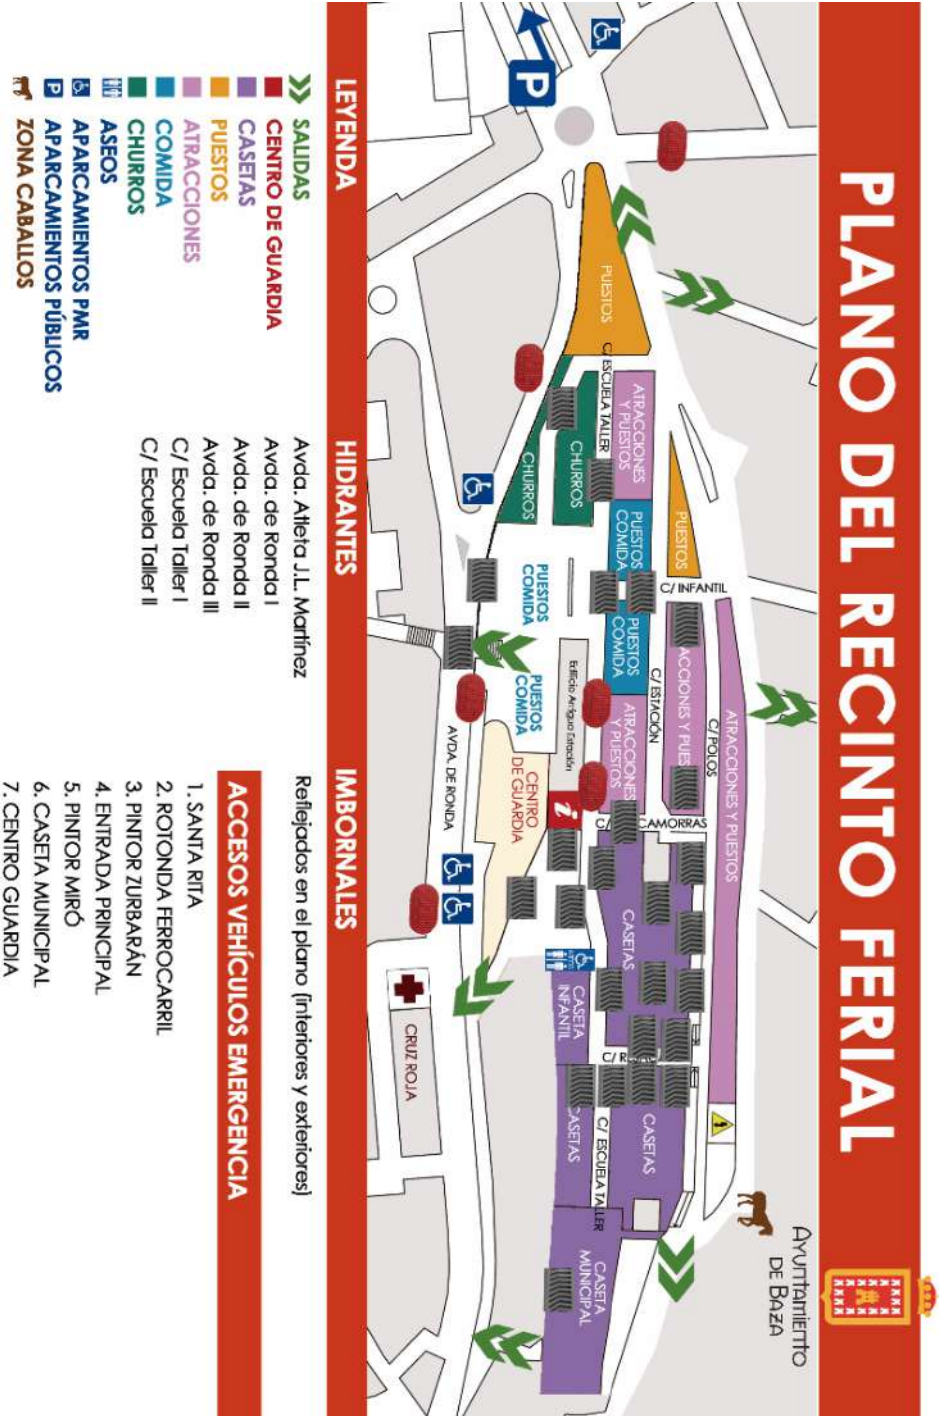 PLANO DEL RECINTO FERIAL
Ayuntamiento
DE BAZA
P
PUESTOS
C/ ESCUELA TALLER
ATRACCIONES
Y PUESTOS
CHURROS
CHURROS
PUESTOS
PUESTOS
COMIDA
C/ INFANTIL
PUESTOS
COMIDA
PUESTOS
COMIDA
PUESTOS
COMIDA
Edificio Antigua Estación
C/ ESTACIÓN
ACCIONES Y PUES
C/ POLOS
ATRACCIONES Y PUESTOS
ATRACCIONES
Y PUESTOS
CENTRO
DE GUARDIA
i
C/
CAMORRAS
AVDA. DE RONDA
CASETAS
CASETA
INFANTIL
C/ R
CASETAS
CASETAS
C/ ESCUELA TALLER
CASETA
MUNICIPAL
CRUZ ROJA
LEYENDA
SALIDAS
CENTRO DE GUARDIA
CASETAS
PUESTOS
ATRACCIONES
COMIDA
CHURROS
ASEOS
APARCAMIENTOS PMR
P APARCAMIENTOS PÚBLICOS
ZONA CABALLOS
HIDRANTES
Avda. Atleta J.L. Martínez
Avda. de Ronda I
Avda. de Ronda II
Avda. de Ronda III
C/ Escuela Taller I
C/ Escuela Taller II
IMBORNALES
Reflejados en el plano (interiores y exteriores)
ACCESOS VEHÍCULOS EMERGENCIA
1. SANTA RITA
2. ROTONDA FERROCARRIL
3. PINTOR ZURBARÁN
4. ENTRADA PRINCIPAL
5. PINTOR MIRÓ
6. CASETA MUNICIPAL
7. CENTRO GUARDIA